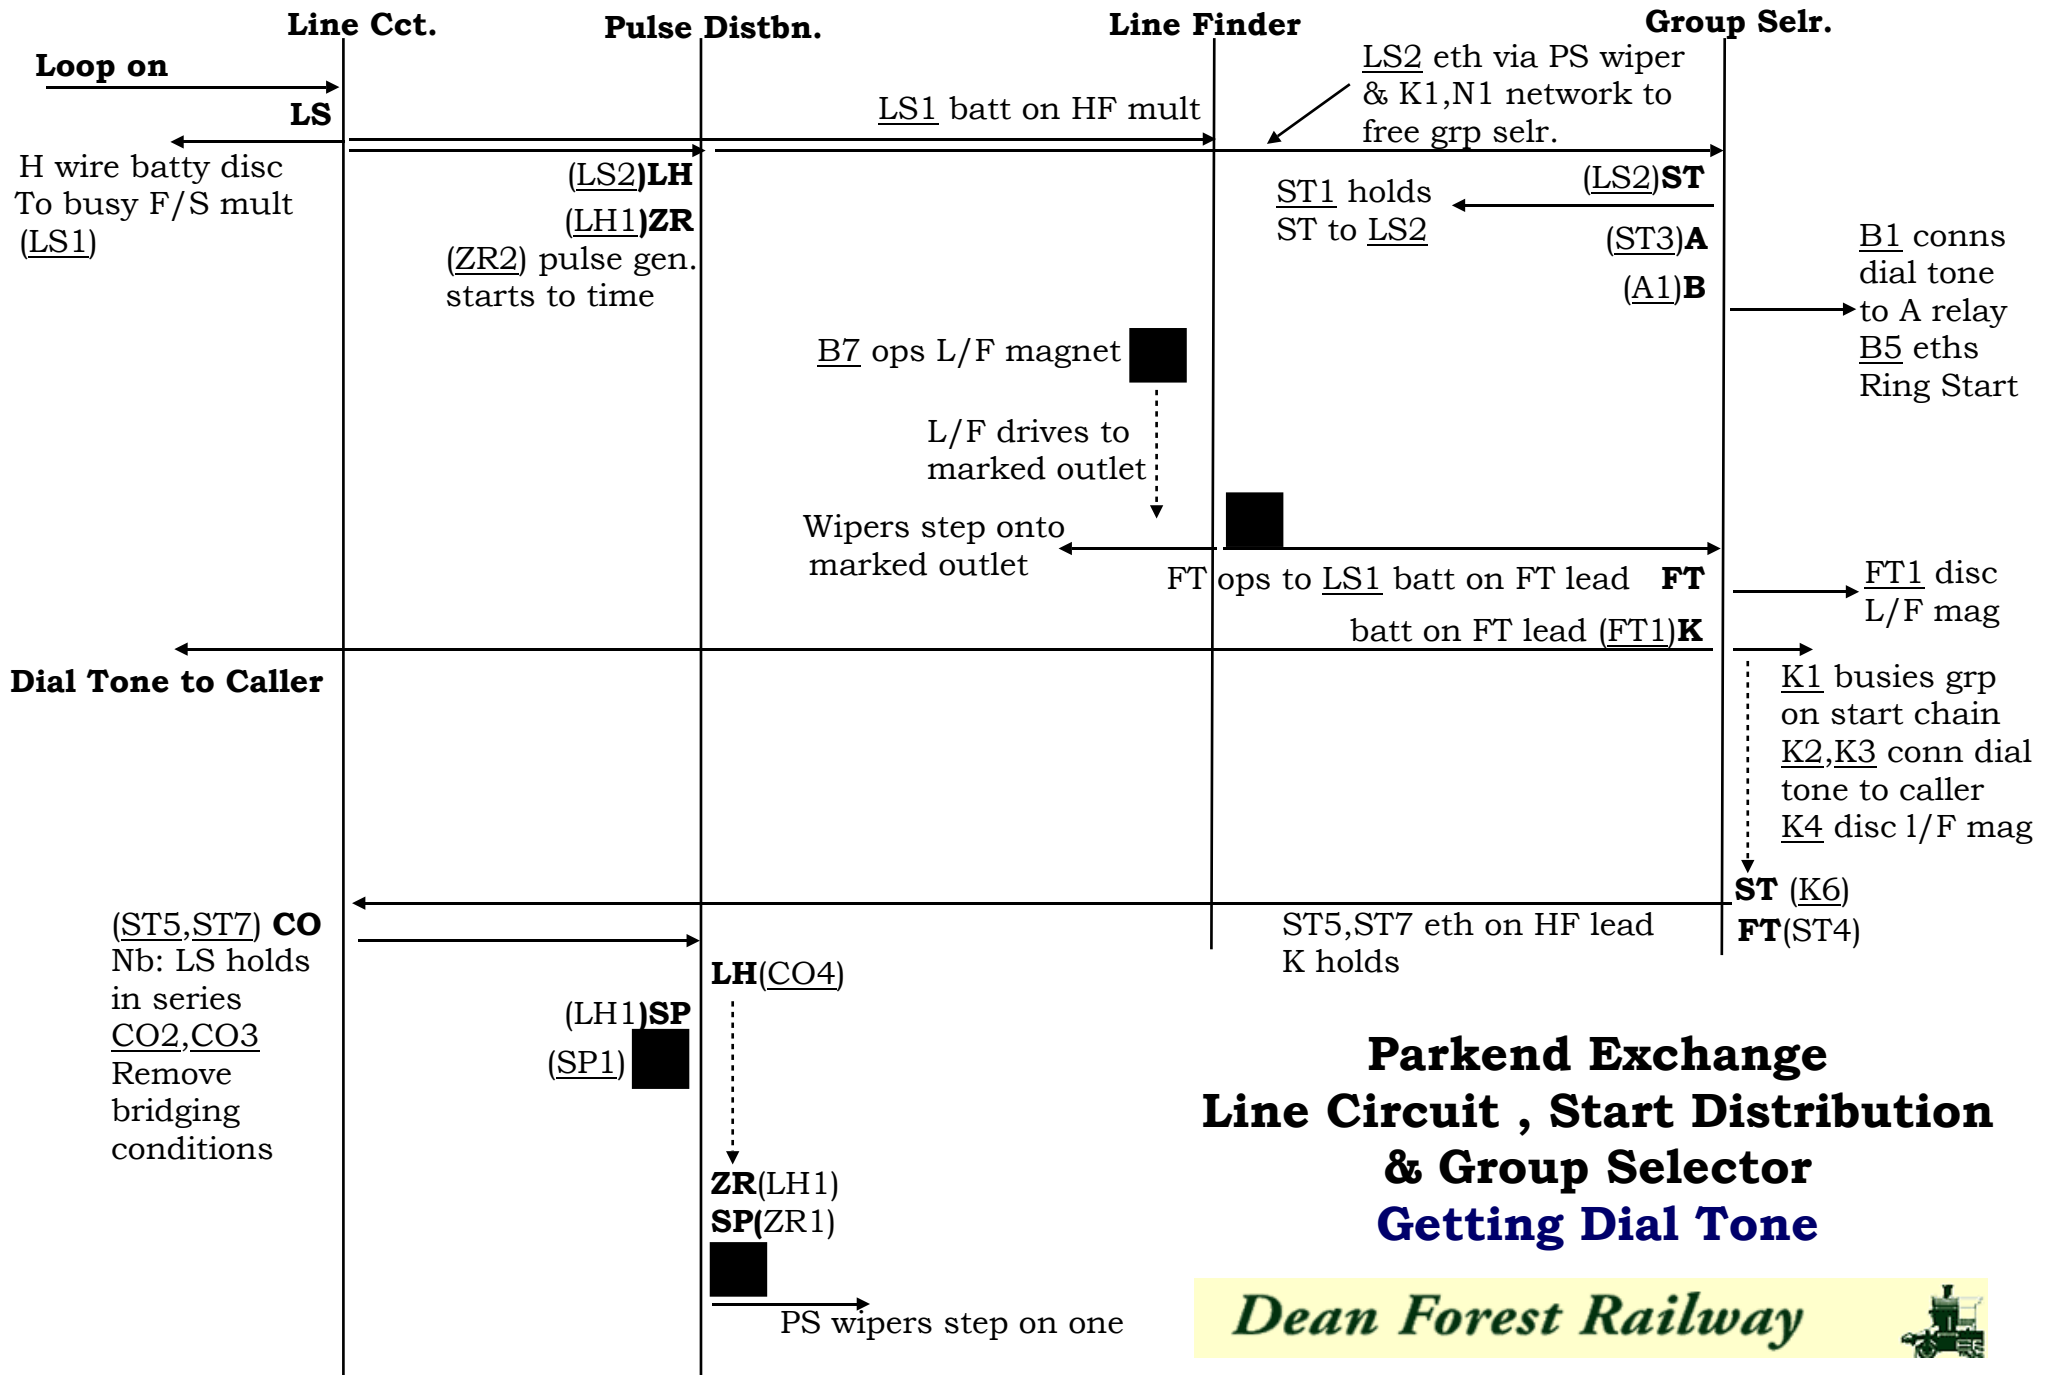 Line Cct.
Pulse Distbn.
Line Finder
Group Selr.
Loop on
LS
H wire batty disc
To busy F/S mult
(LS1)
LS1 batt on HF mult
LS2 eth via PS wiper
& K1,N1 network to
free grp selr.
(LS2)LH
(LH1)ZR
(ZR2) pulse gen.
starts to time
ST1 holds
ST to LS2
(LS2)ST
(ST3)A
(A1)B
B1 conns
dial tone
to A relay
B5 eths
Ring Start
B7 ops L/F magnet
L/F drives to
marked outlet
Wipers step onto
marked outlet
FT ops to LS1 batt on FT lead FT
FT1 disc
L/F mag
batt on FT lead (FT1)K
Dial Tone to Caller
K1 busies grp
on start chain
K2,K3 conn dial
tone to caller
K4 disc l/F mag
ST (K6)
FT(ST4)
ST5,ST7 eth on HF lead
K holds
(ST5,ST7) CO
Nb: LS holds
in series
CO2,CO3
Remove
bridging
conditions
LH(CO4)
(LH1)SP
(SP1)
ZR(LH1)
SP(ZR1)
PS wipers step on one
Parkend Exchange
Line Circuit , Start Distribution
& Group Selector
Getting Dial Tone
Dean Forest Railway